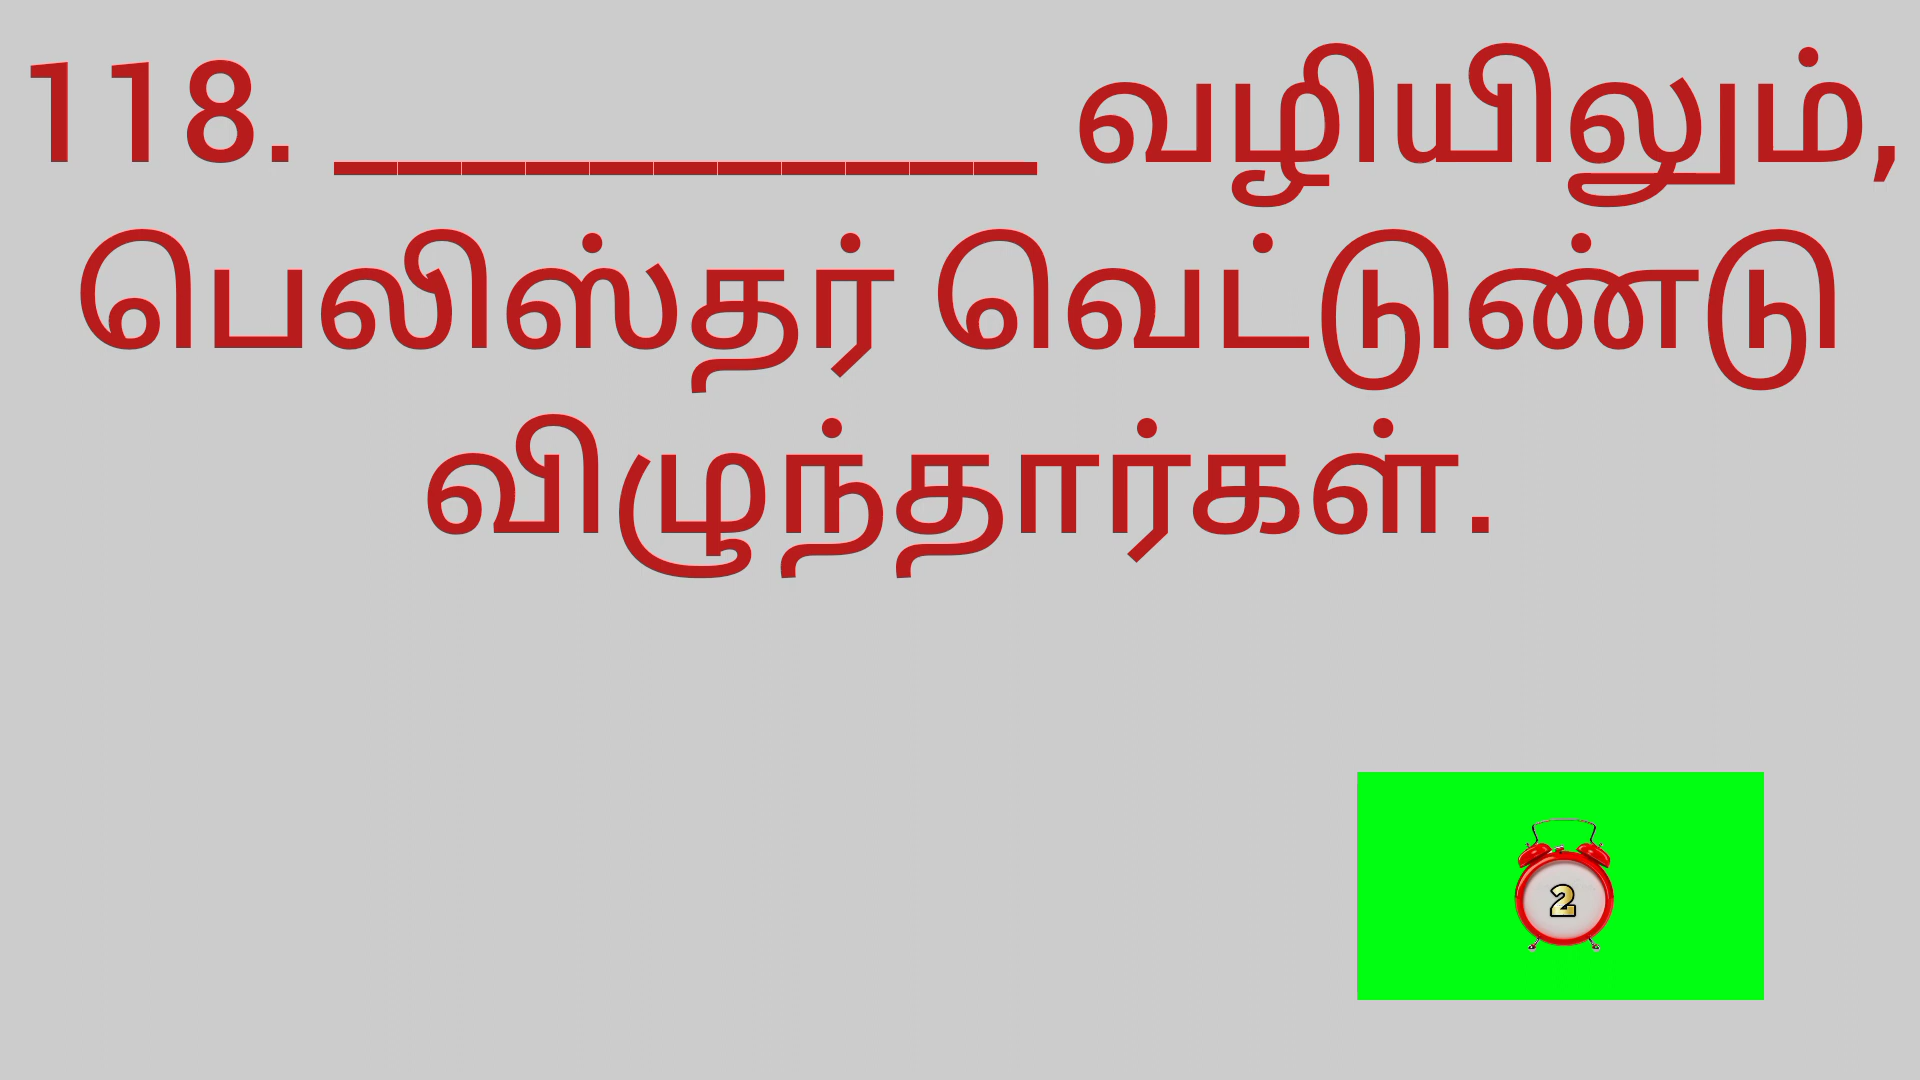 118. ___________ வழியிலும்,
பெலிஸ்தர் வெட்டுண்டு
விழுந்தார்கள்.
2